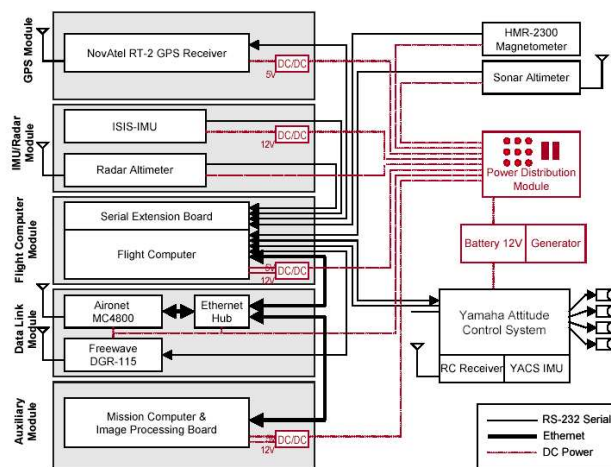 GPS Module
NovAtel RT-2 GPS Receiver
DC/DC
5V
HMR-2300
Magnetometer
Sonar Altimeter
IMU/Radar
Module
ISIS-IMU
DC/DC
12V
Radar Altimeter
Power Distribution
Module
Flight Computer
Module
Serial Extension Board
Flight Computer
5V
12V
DC/DC
Battery 12V
Generator
Data Link
Module
Aironet
MC4800
Ethernet
Hub
Freewave
DGR-115
Yamaha Attitude
Control System
RC Receiver
YACS IMU
Auxiliary
Module
Mission Computer &
Image Processing Board
DC/DC
12V
RS-232 Serial
Ethernet
DC Power